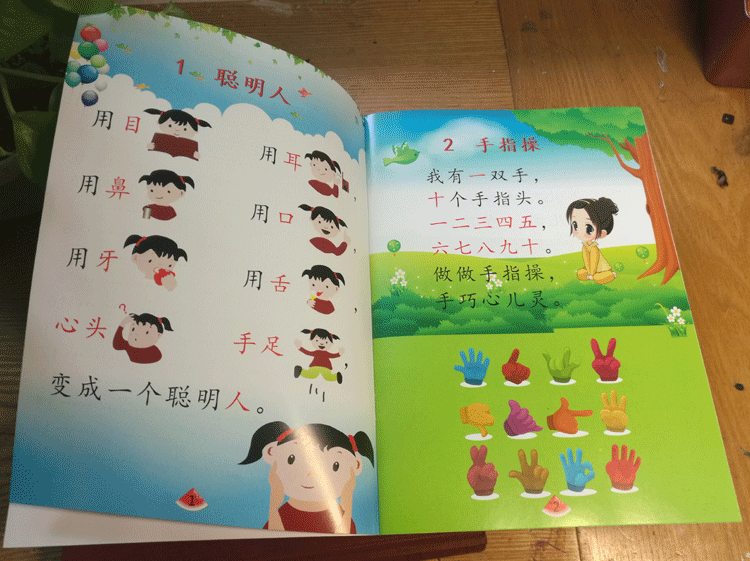 1 聪明人
用目
用耳，
用鼻
用口，
用牙
用舌，
心头
手足，
变成一个聪明人。
1
2 手指操
我有一双手，
十个手指头。
一二三四五，
六七八九十。
做做手指操，
手巧心儿灵。
2